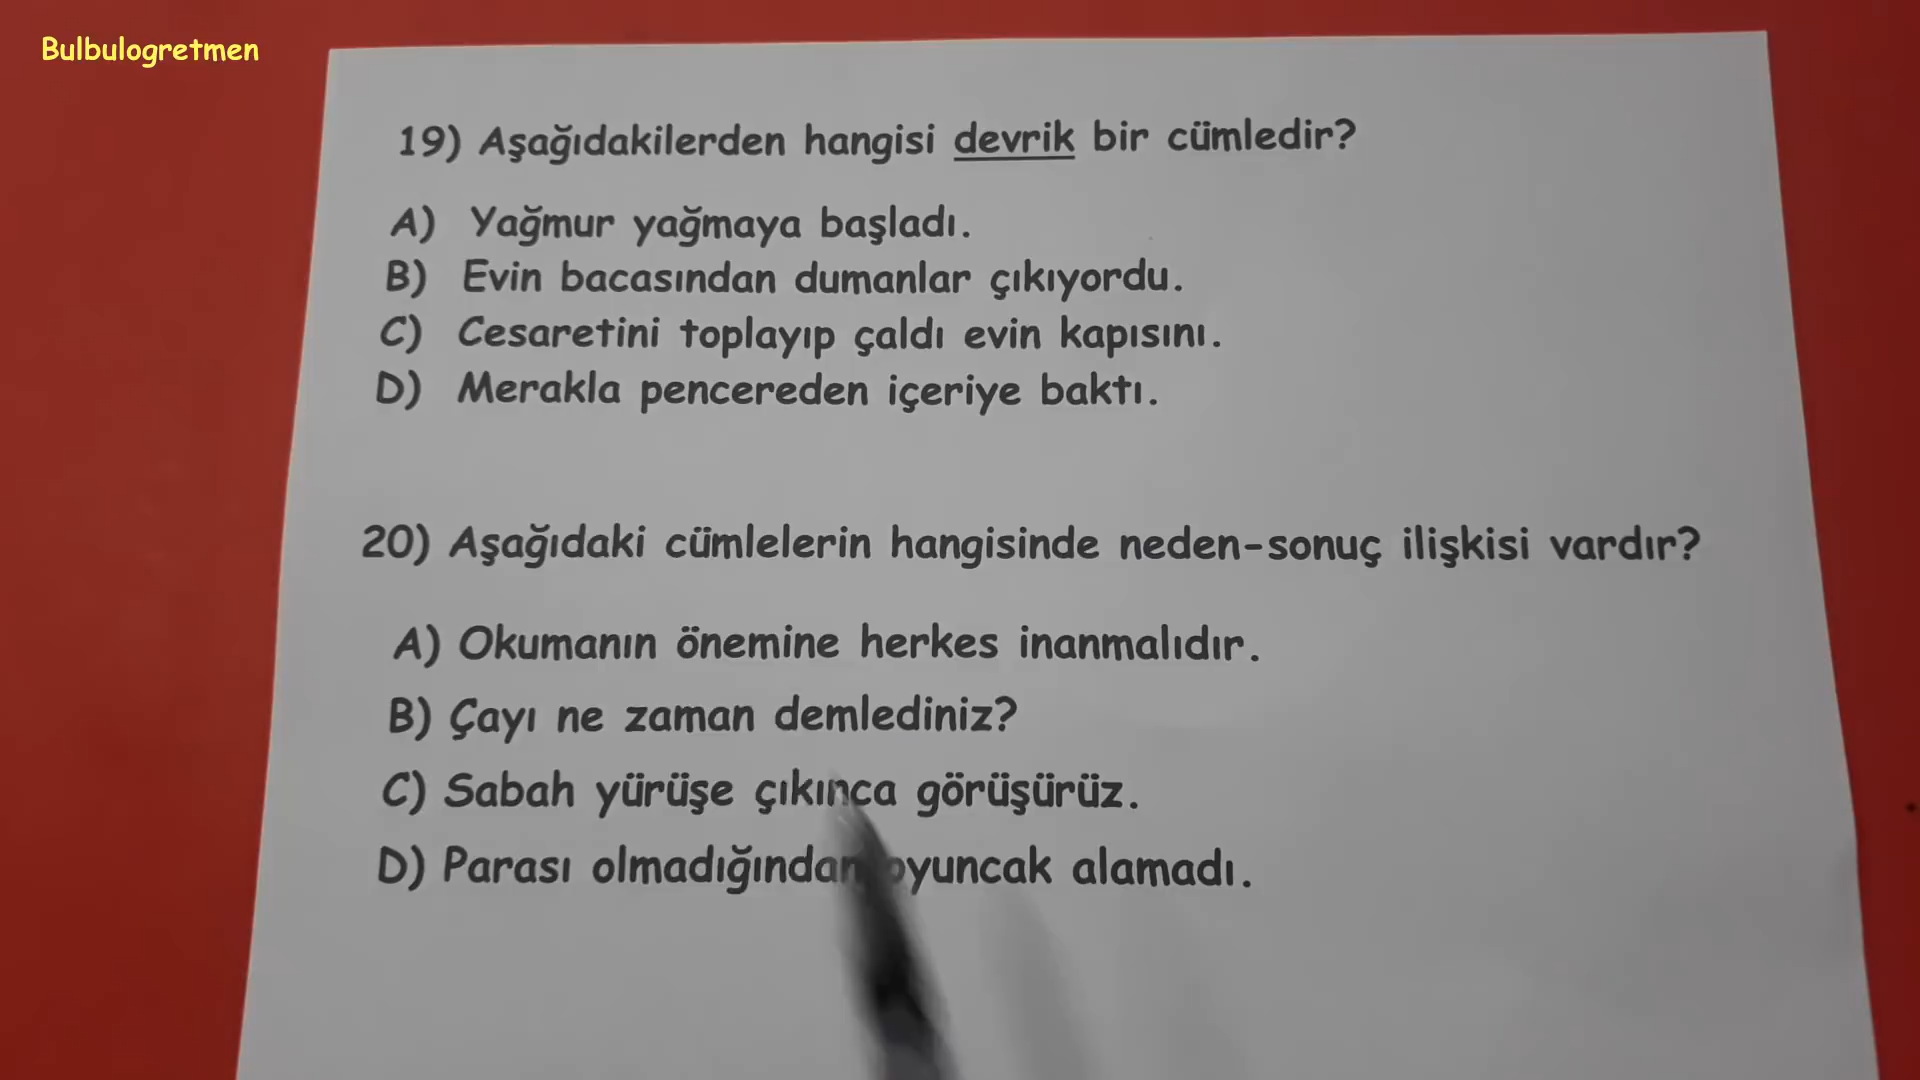 Bulbulogretmen
19) Aşağıdakilerden hangisi devrik bir cümledir?
A) Yağmur yağmaya başladı.
B) Evin bacasından dumanlar çıkıyordu.
C) Cesaretini toplayıp çaldı evin kapısını.
D) Merakla pencereden içeriye baktı.
20) Aşağıdaki cümlelerin hangisinde neden-sonuç ilişkisi vardır?
A) Okumanın önemine herkes inanmalıdır.
B) Çayı ne zaman demlediniz?
C) Sabah yürüşe çıkınca görüşürüz.
D) Parası olmadığından oyuncak alamadı.